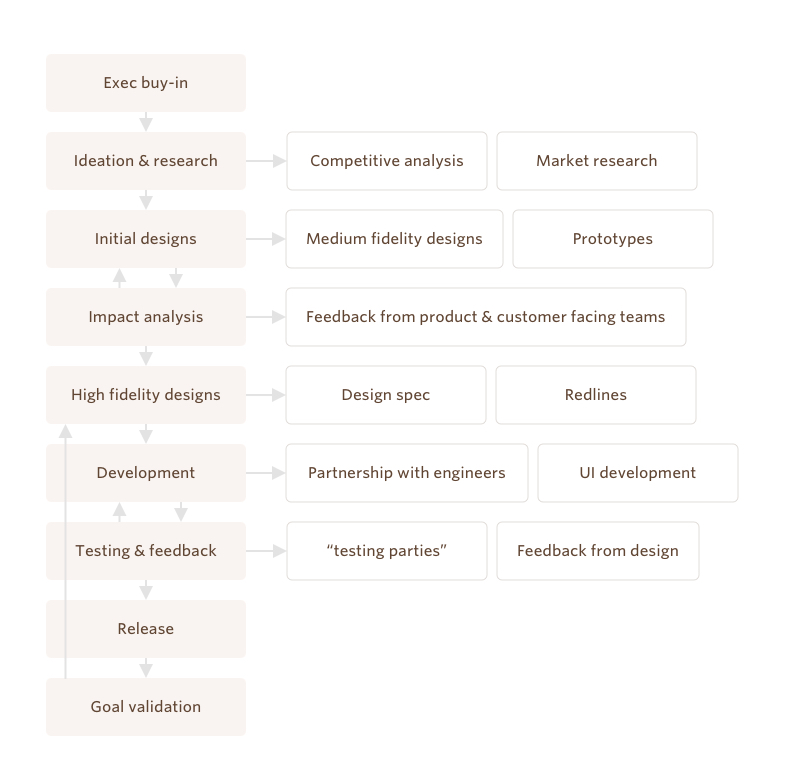 Exec buy-in
Ideation & research
Competitive analysis
Market research
Initial designs
Medium fidelity designs
Prototypes
Impact analysis
Feedback from product & customer facing teams
High fidelity designs
Design spec
Redlines
Development
Partnership with engineers
UI development
Testing & feedback
“testing parties”
Feedback from design
Release
Goal validation